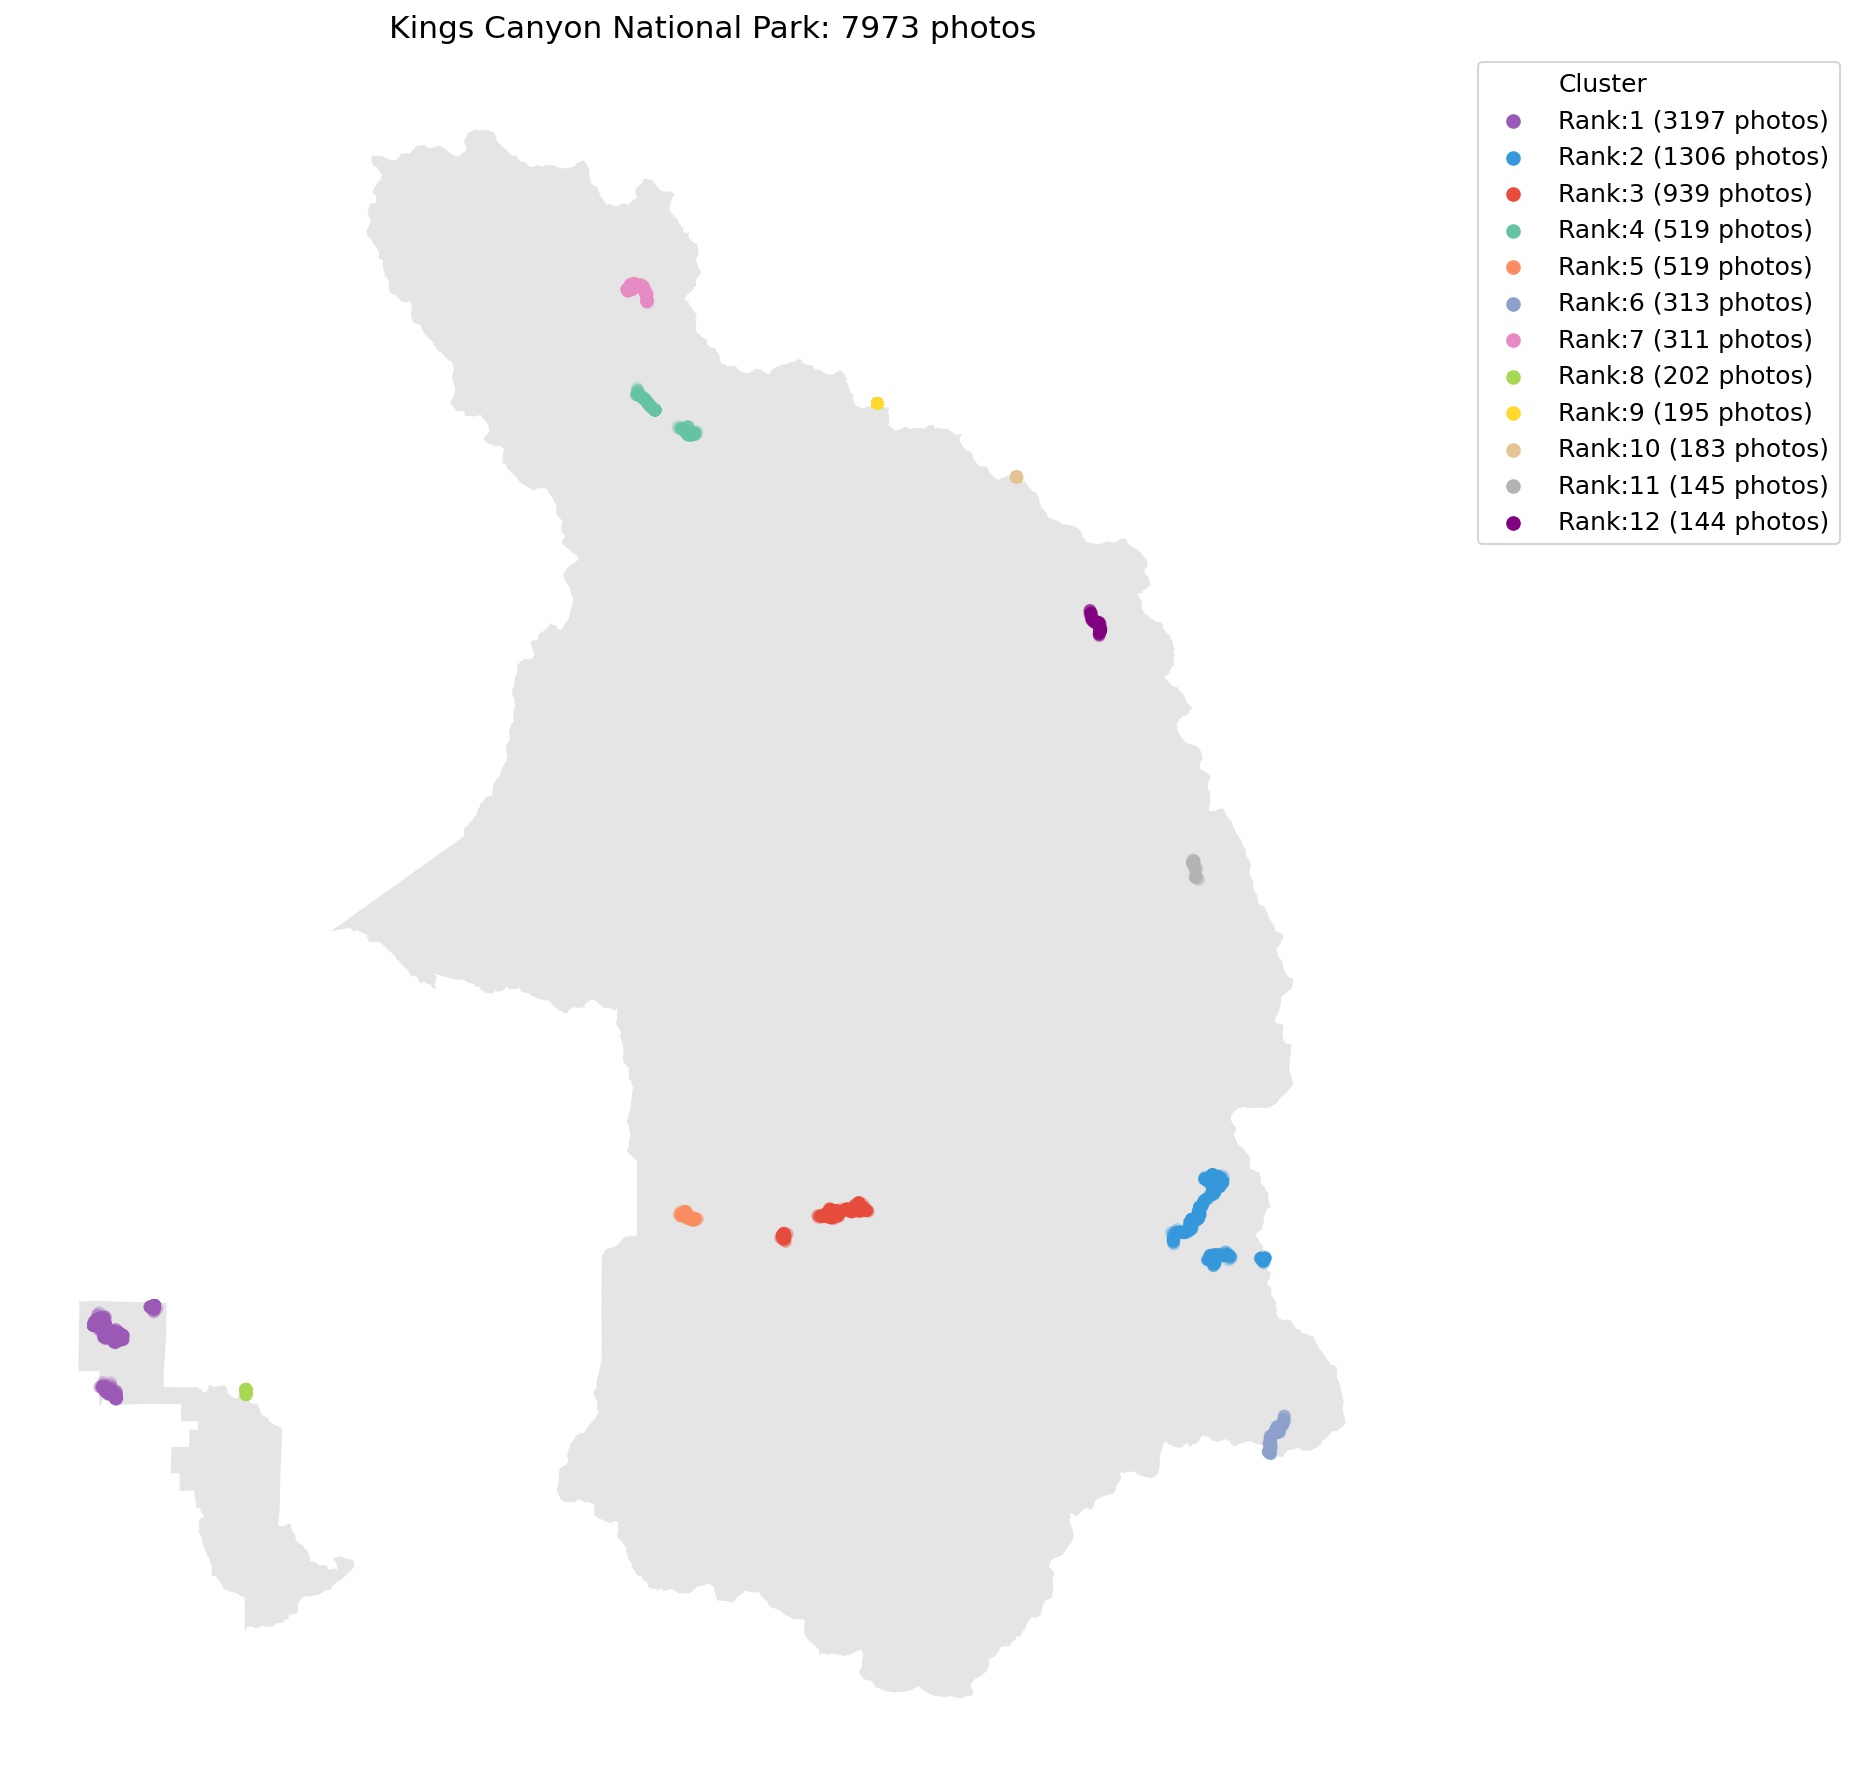 Kings Canyon National Park: 7973 photos
Cluster
Rank:1 (3197 photos)
Rank:2 (1306 photos)
Rank:3 (939 photos)
Rank:4 (519 photos)
Rank:5 (519 photos)
Rank:6 (313 photos)
Rank:7 (311 photos)
Rank:8 (202 photos)
Rank:9 (195 photos)
Rank:10 (183 photos)
Rank:11 (145 photos)
Rank:12 (144 photos)